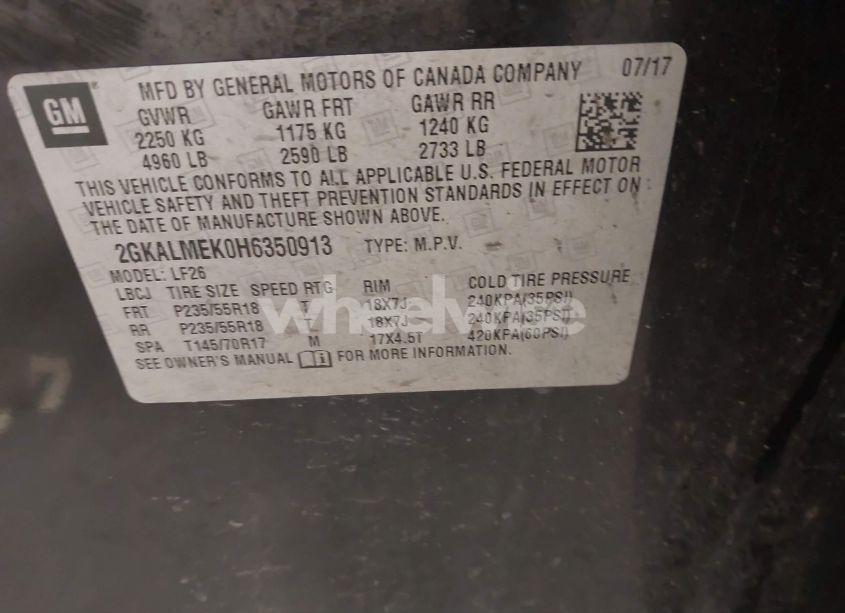 GM
MFD BY GENERAL MOTORS OF CANADA COMPANY 07/17
GVWR GAWR FRT GAWR RR
2250 KG 1175 KG 1240 KG
4960 LB 2590 LB 2733 LB
THIS VEHICLE CONFORMS TO ALL APPLICABLE U.S. FEDERAL MOTOR
VEHICLE SAFETY AND THEFT PREVENTION STANDARDS IN EFFECT ON
THE DATE OF MANUFACTURE SHOWN ABOVE.
2GKALMEK0H6350913 TYPE: M.P.V.
MODEL: LF26
LBCJ TIRE SIZE SPEED RTG RIM COLD TIRE PRESSURE
FRT P235/55R18 T 18X7J 240KPA(35PSI)
RR P235/55R18 T 18X7J 240KPA(35PSI)
SPA T145/70R17 M 17X4.5T 420KPA(60PSI)
SEE OWNER'S MANUAL FOR MORE INFORMATION.